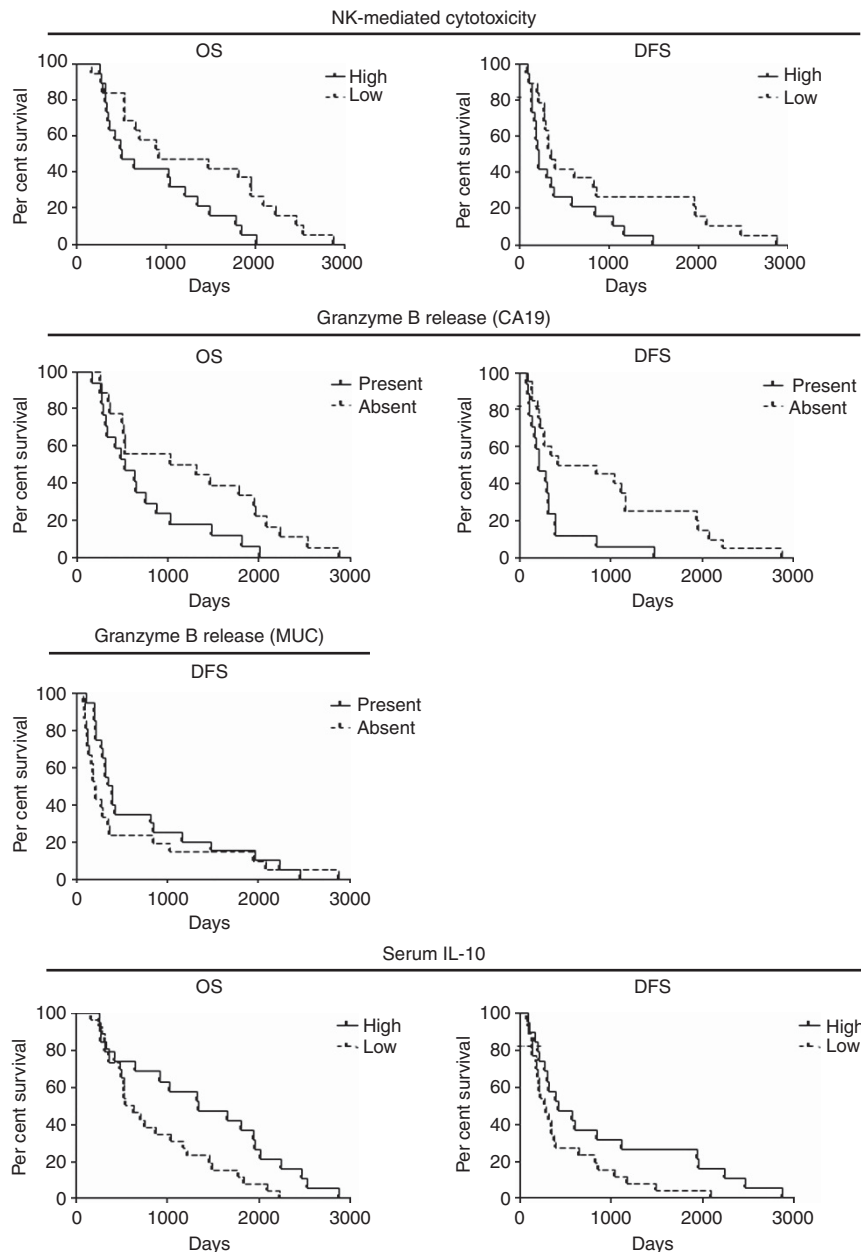 NK-mediated cytotoxicity
OS
High
Low
Per cent survival
100
80
60
40
20
0
0 1000 2000 3000
Days
DFS
High
Low
Per cent survival
100
80
60
40
20
0
0 1000 2000 3000
Days
Granzyme B release (CA19)
OS
Present
Absent
Per cent survival
100
80
60
40
20
0
0 1000 2000 3000
Days
DFS
Present
Absent
Per cent survival
100
80
60
40
20
0
0 1000 2000 3000
Days
Granzyme B release (MUC)
DFS
Present
Absent
Per cent survival
100
80
60
40
20
0
0 1000 2000 3000
Days
Serum IL-10
OS
High
Low
Per cent survival
100
80
60
40
20
0
0 1000 2000 3000
Days
DFS
High
Low
Per cent survival
100
80
60
40
20
0
0 1000 2000 3000
Days